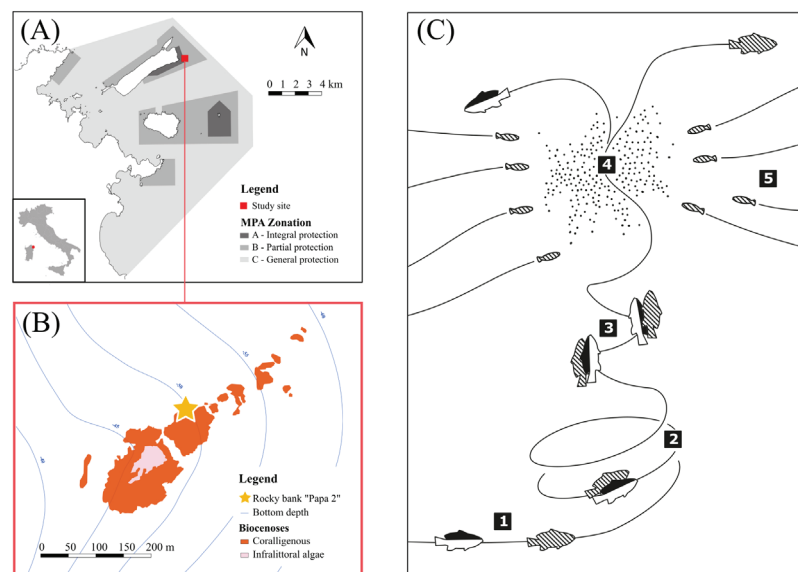 (A)
N
0 1 2 3 4 km
Legend
Study site
MPA Zonation
A - Integral protection
B - Partial protection
C - General protection
(B)
Legend
Rocky bank "Papa 2"
Bottom depth
Biocenoses
Coralligenous
Infralittoral algae
0 50 100 150 200 m
(C)
4
5
3
2
1